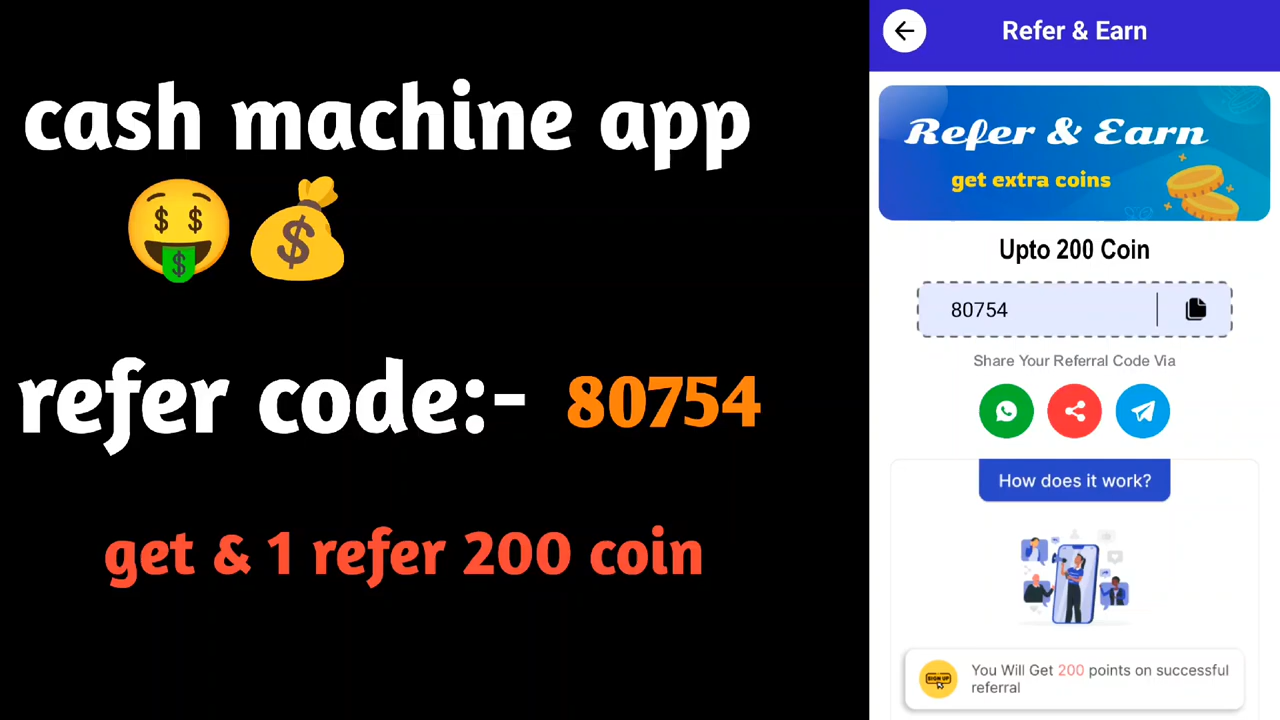 cash machine app
refer code:- 80754
get & 1 refer 200 coin
Refer & Earn
Refer & Earn
get extra coins
Upto 200 Coin
80754
Share Your Referral Code Via
How does it work?
SIGN UP
You Will Get 200 points on successful
referral